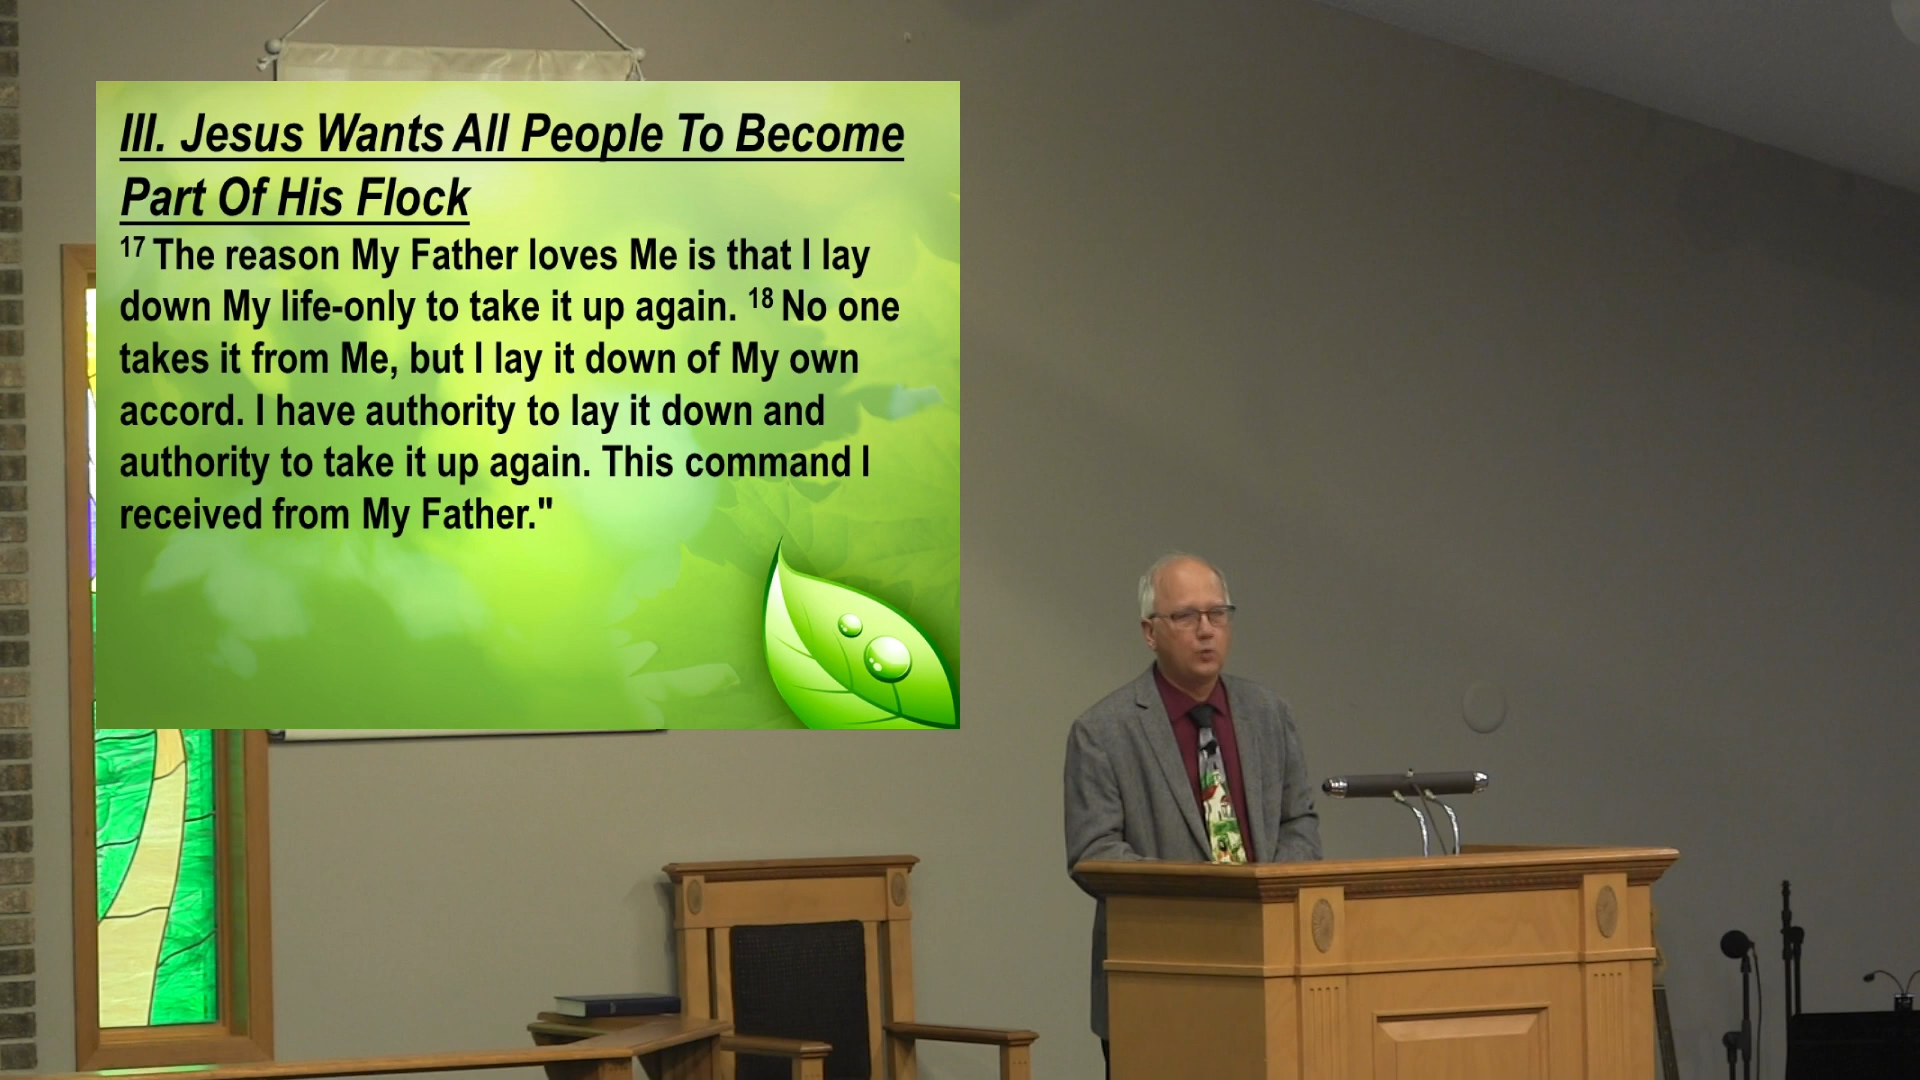 III. Jesus Wants All People To Become
Part Of His Flock
17 The reason My Father loves Me is that I lay
down My life-only to take it up again. 18 No one
takes it from Me, but I lay it down of My own
accord. I have authority to lay it down and
authority to take it up again. This command I
received from My Father."